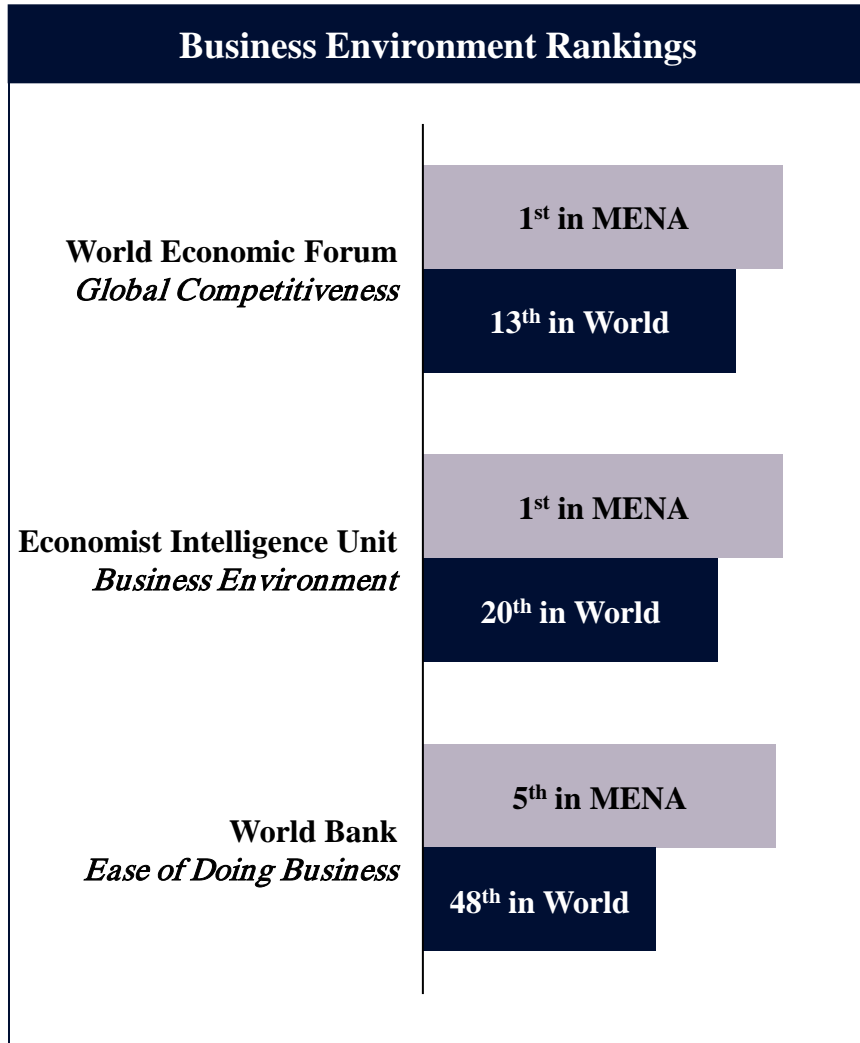 Business Environment Rankings
1st in MENA
World Economic Forum
Global Competitiveness
13th in World
1st in MENA
Economist Intelligence Unit
Business Environment
20th in World
5th in MENA
World Bank
Ease of Doing Business
48th in World